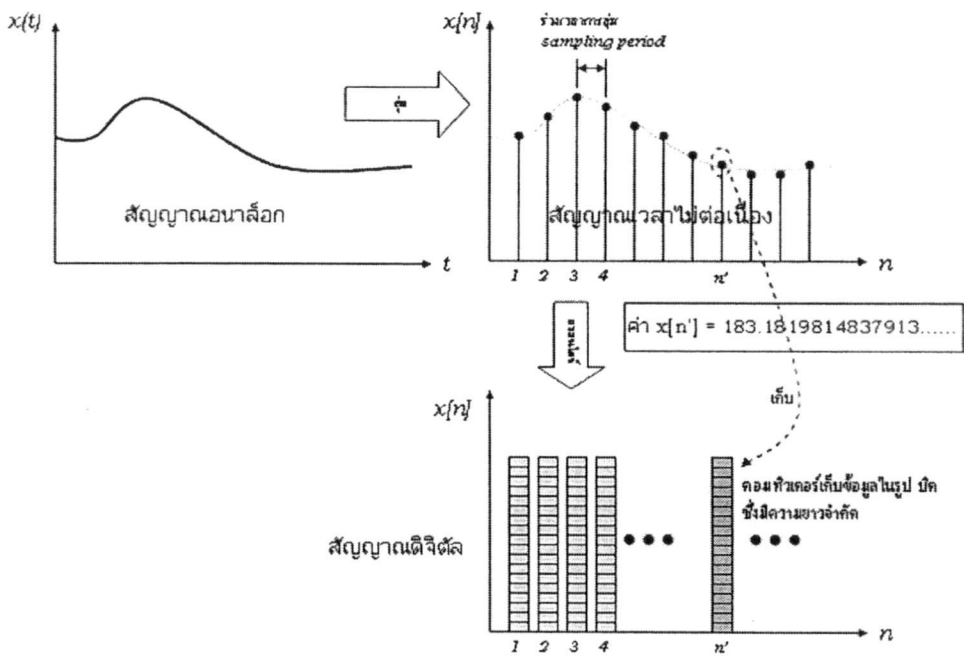 x(t)
สัญญาณอนาล็อก
t
สุ่ม
x[n]
sampling period
สัญญาณเวลาไม่ต่อเนื่อง
1 2 3 4 n'
n
ค่า x[n'] = 183.1819814837913......
เก็บ
x[n]
คอมพิวเตอร์เก็บข้อมูลในรูป บิต
ซึ่งมีความยาวจำกัด
สัญญาณดิจิตัล
1 2 3 4 n'
n